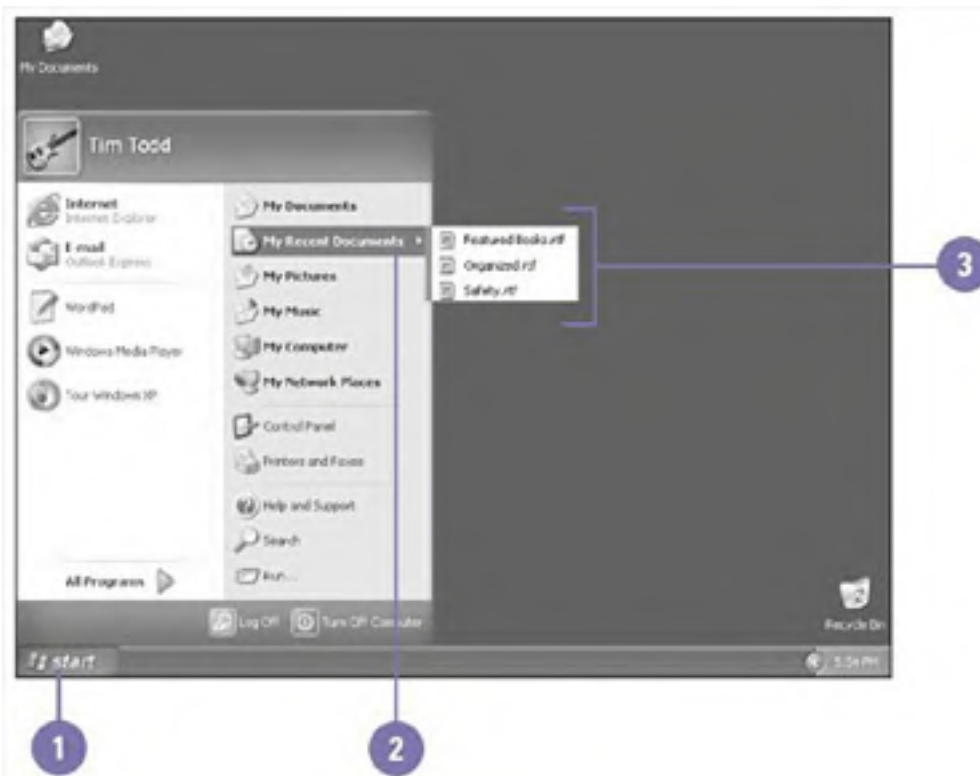 My Documents
Tim Todd
Internet
Internet Explorer
E-mail
Outlook Express
WordPad
Windows Media Player
Tour Windows XP
All Programs
My Documents
My Recent Documents
My Pictures
My Music
My Computer
My Network Places
Control Panel
Printers and Faxes
Help and Support
Search
Run...
Featured Books.rtf
Organized.rtf
Safety.rtf
3
Log Off
Turn Off Computer
Recycle Bin
start
PM
1
2